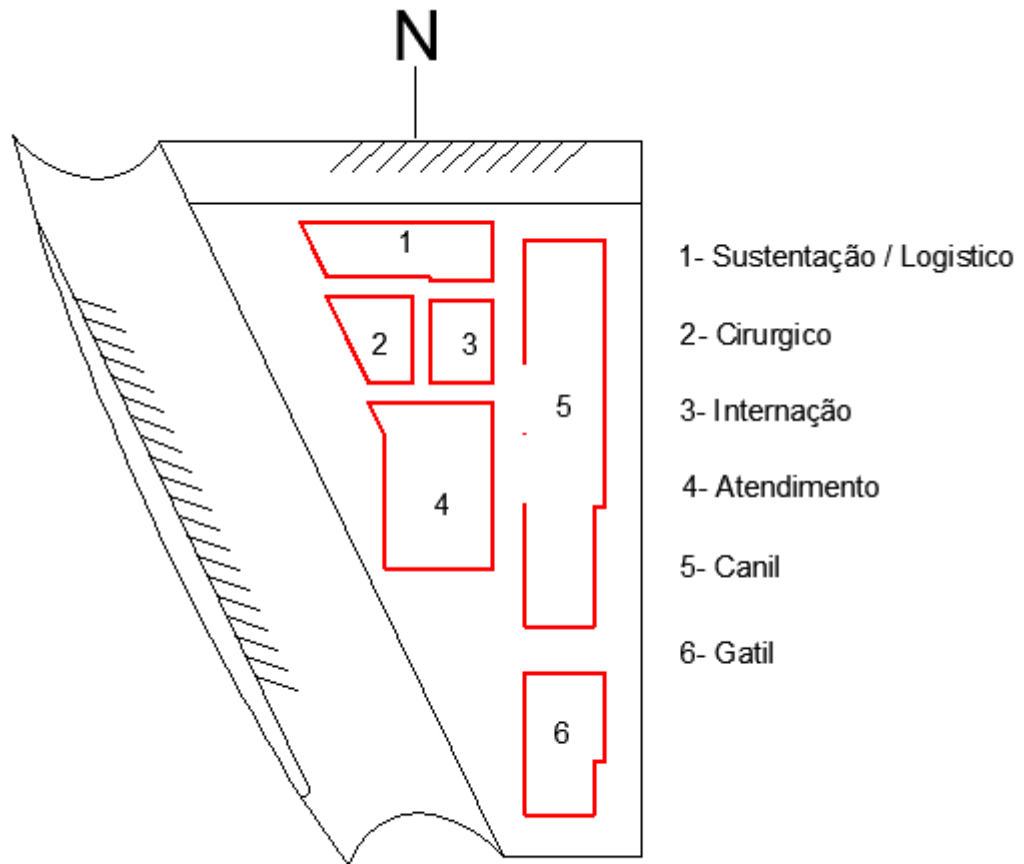 N
1
2
3
4
5
6
1- Sustentação / Logistico
2- Cirurgico
3- Internação
4- Atendimento
5- Canil
6- Gatil